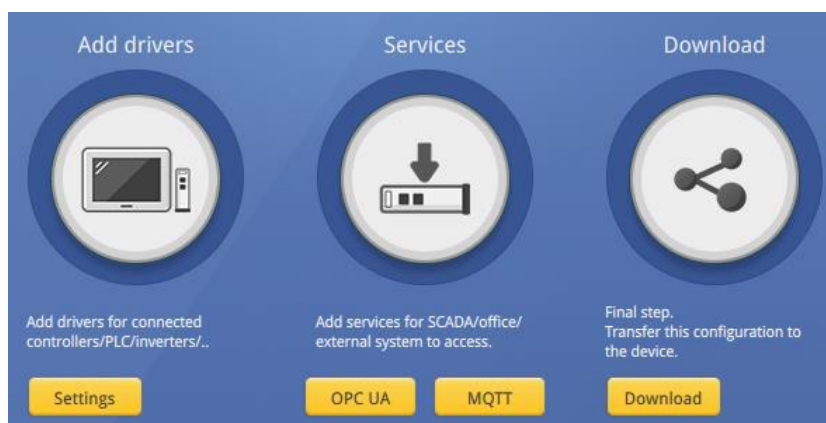 Add drivers
Services
Download
Add drivers for connected
controllers/PLC/inverters/..
Add services for SCADA/office/
external system to access.
Final step.
Transfer this configuration to
the device.
Settings
OPC UA
MQTT
Download